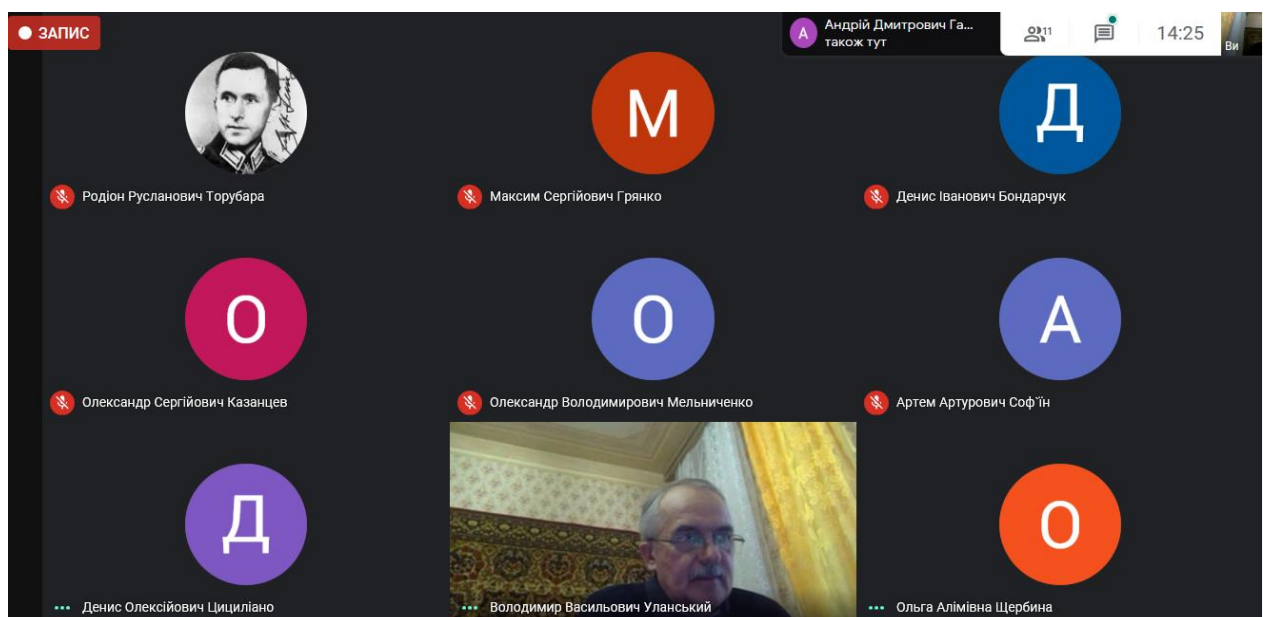 ЗАПИС
Андрій Дмитрович Га...
також тут
А
11
14:25
Ви
М
Д
Родіон Русланович Торубара
Максим Сергійович Грянко
Денис Іванович Бондарчук
О
О
А
Олександр Сергійович Казанцев
Олександр Володимирович Мельниченко
Артем Артурович Соф`їн
Д
О
Денис Олексійович Цициліано
Володимир Васильович Уланський
Ольга Алімівна Щербина